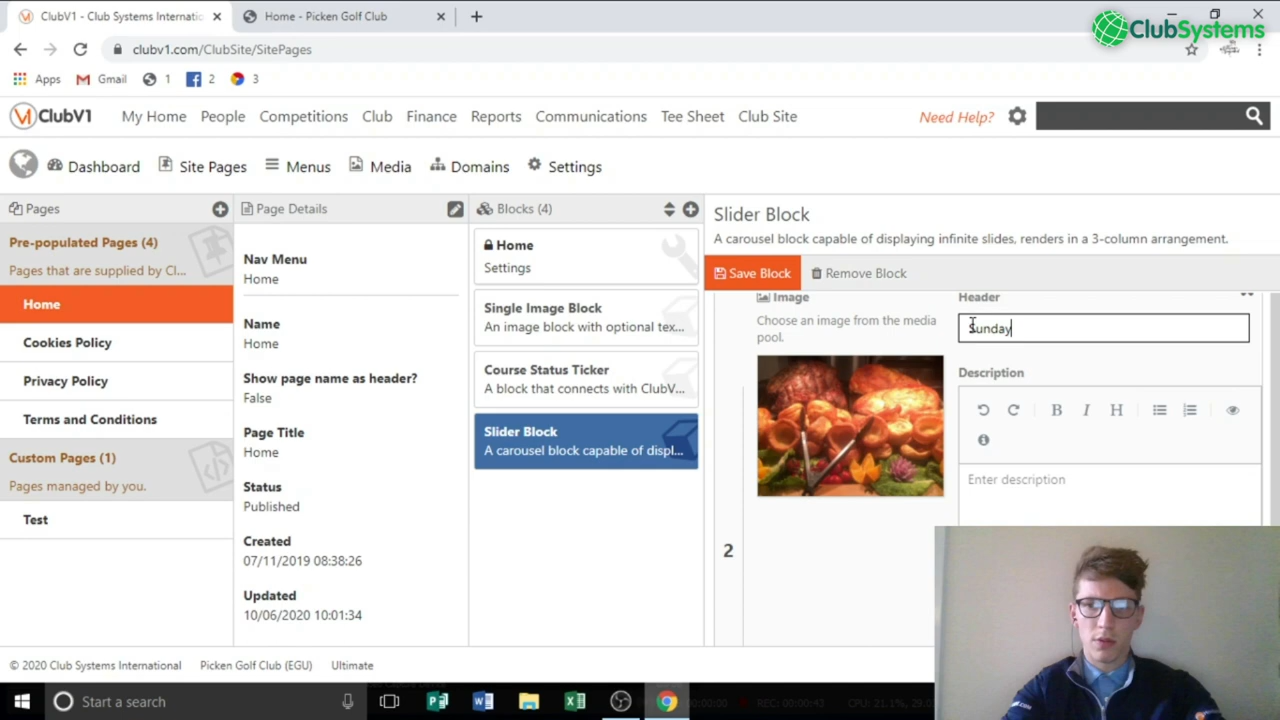 ClubV1 - Club Systems Internatio
Home - Picken Golf Club
ClubSystems
clubv1.com/ClubSite/SitePages
Apps
Gmail
1
2
3
ClubV1
My Home
People
Competitions
Club
Finance
Reports
Communications
Tee Sheet
Club Site
Need Help?
Dashboard
Site Pages
Menus
Media
Domains
Settings
Pages
Pre-populated Pages (4)
Pages that are supplied by Cl...
Home
Cookies Policy
Privacy Policy
Terms and Conditions
Custom Pages (1)
Pages managed by you.
Test
Page Details
Nav Menu
Home
Name
Home
Show page name as header?
False
Page Title
Home
Status
Published
Created
07/11/2019 08:38:26
Updated
10/06/2020 10:01:34
Blocks (4)
Home
Settings
Single Image Block
An image block with optional tex...
Course Status Ticker
A block that connects with ClubV...
Slider Block
A carousel block capable of displ...
Slider Block
A carousel block capable of displaying infinite slides, renders in a 3-column arrangement.
Save Block
Remove Block
Image
Choose an image from the media
pool.
2
Header
Sunday
Description
B I H
Enter description
© 2020 Club Systems International
Picken Golf Club (EGU)
Ultimate
Start a search